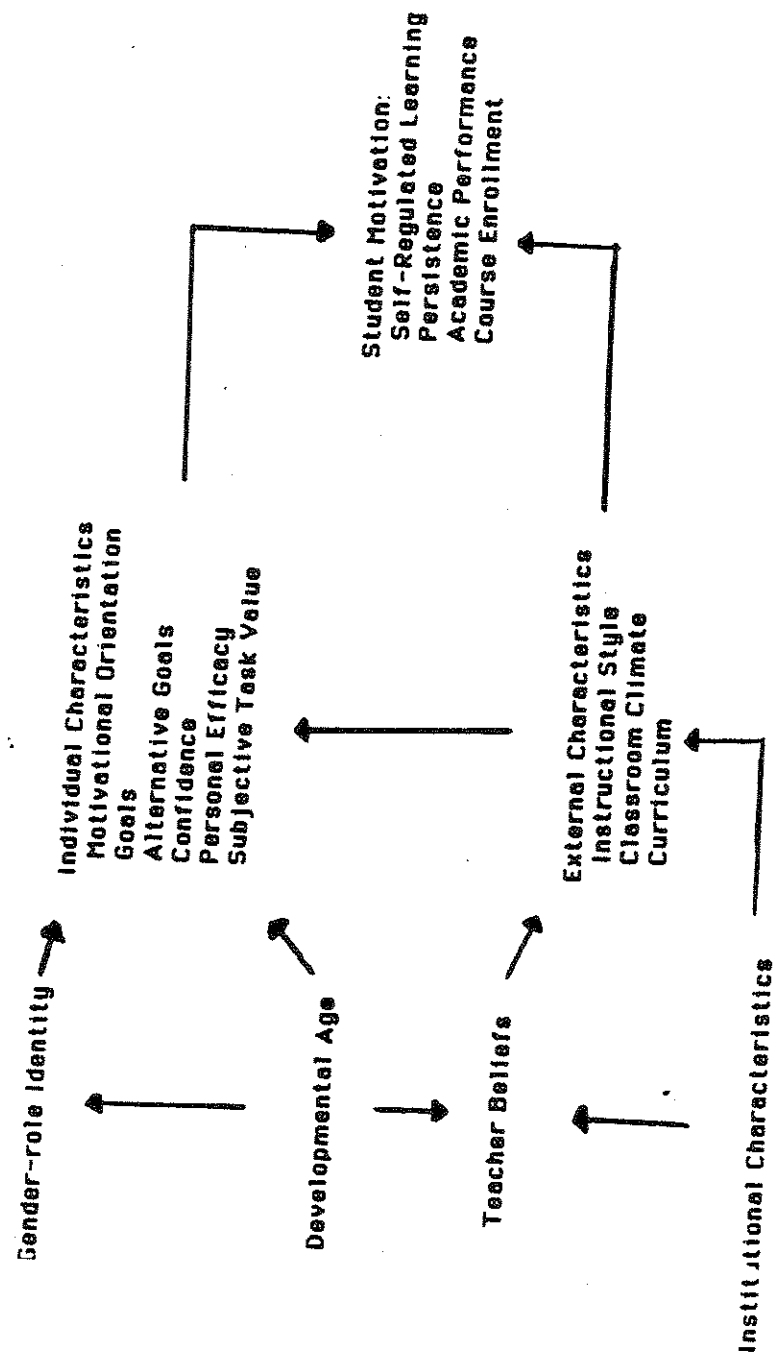 Gender-role Identity
Developmental Age
Teacher Beliefs
Institutional Characteristics
Individual Characteristics
Motivational Orientation
Goals
Alternative Goals
Confidence
Personal Efficacy
Subjective Task Value
External Characteristics
Instructional Style
Classroom Climate
Curriculum
Student Motivation:
Self-Regulated Learning
Persistence
Academic Performance
Course Enrollment